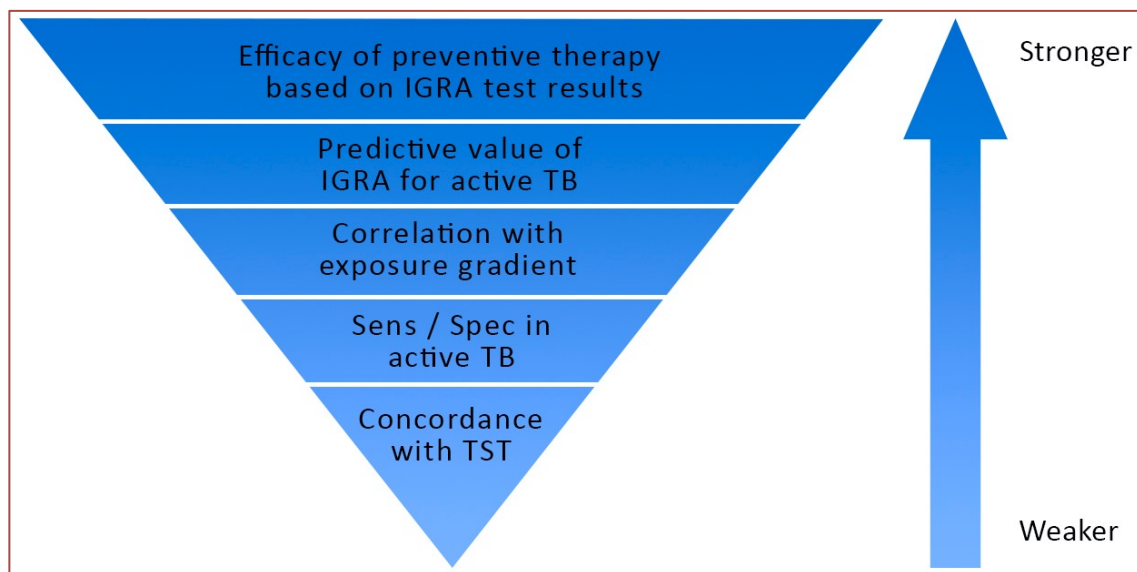 Efficacy of preventive therapy
based on IGRA test results
Stronger
Predictive value of
IGRA for active TB
Correlation with
exposure gradient
Sens / Spec in
active TB
Concordance
with TST
Weaker